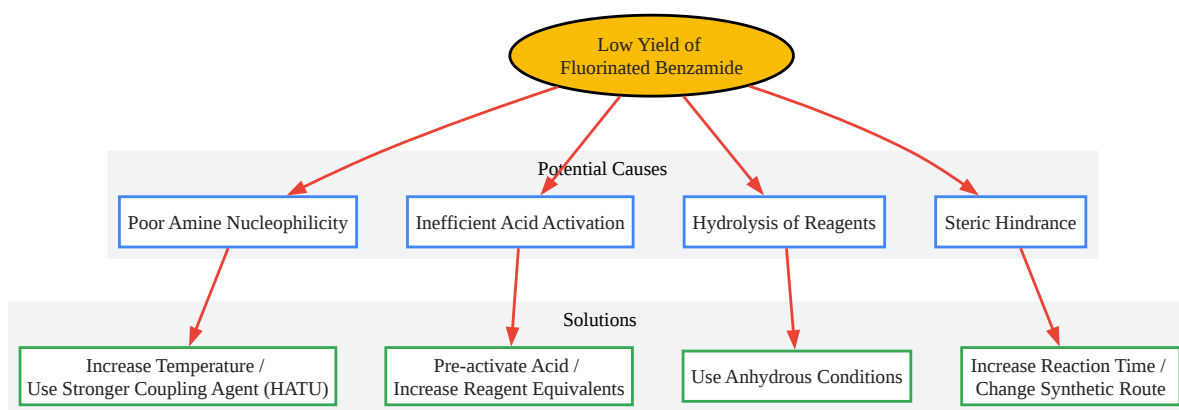 Low Yield of
Fluorinated Benzamide
Potential Causes
Poor Amine Nucleophilicity
Inefficient Acid Activation
Hydrolysis of Reagents
Steric Hindrance
Solutions
Increase Temperature /
Use Stronger Coupling Agent (HATU)
Pre-activate Acid /
Increase Reagent Equivalents
Use Anhydrous Conditions
Increase Reaction Time /
Change Synthetic Route